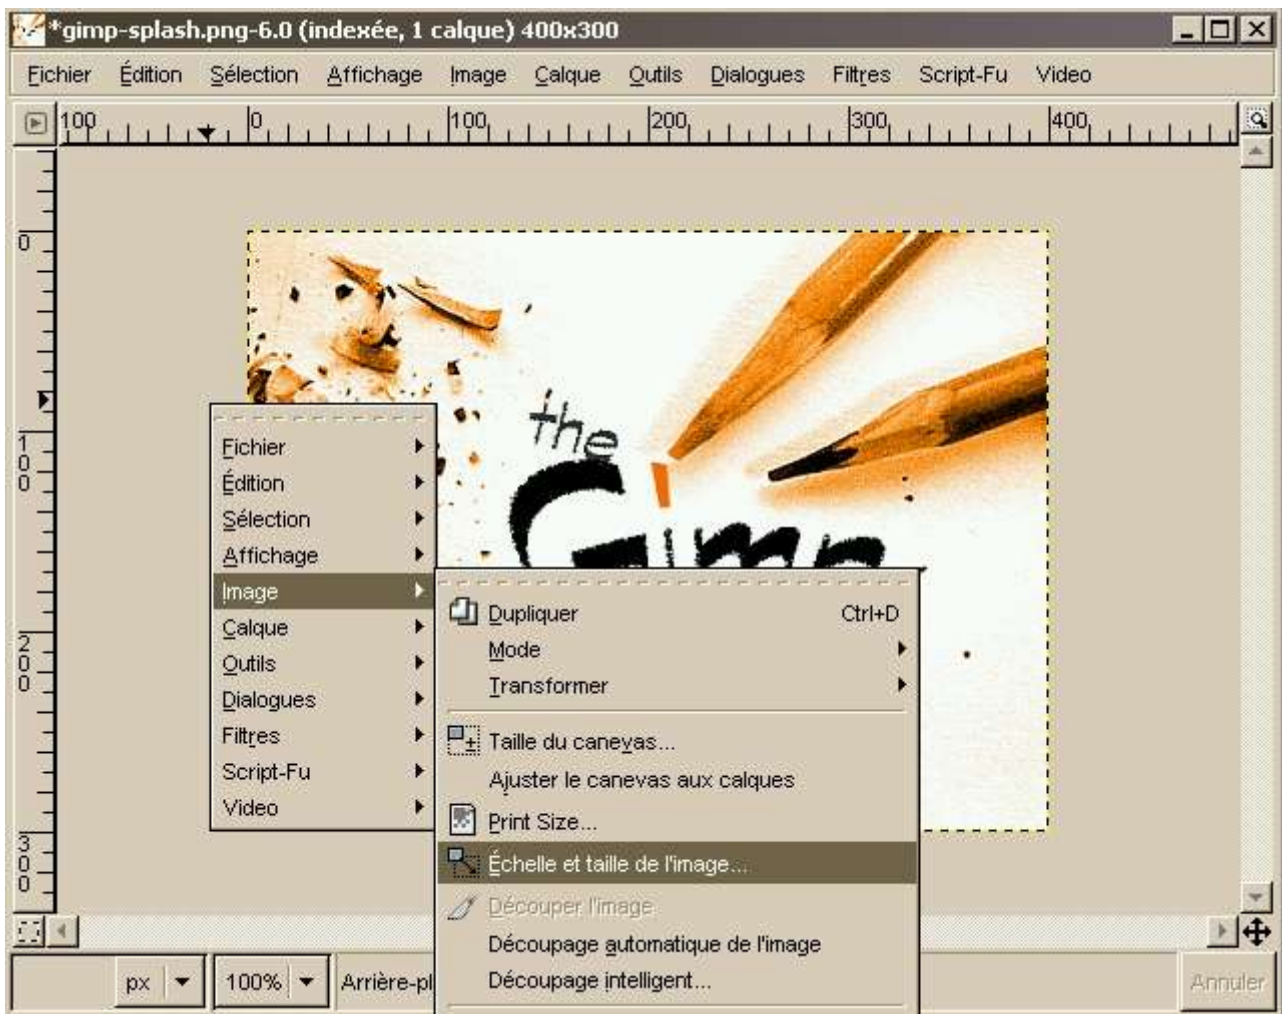 *gimp-splash.png-6.0 (indexée, 1 calque) 400x300
Fichier Édition Sélection Affichage Image Calque Outils Dialogues Filtres Script-Fu Video
100 0 100 200 300 400
0
100
200
300
the
Gimp
Fichier
Édition
Sélection
Affichage
Image
Calque
Outils
Dialogues
Filtres
Script-Fu
Video
Dupliquer Ctrl+D
Mode
Transformer
Taille du canevas...
Ajuster le canevas aux calques
Print Size...
Échelle et taille de l'image...
Découper l'image
Découpage automatique de l'image
Découpage intelligent...
px 100% Arrière-pl Annuler